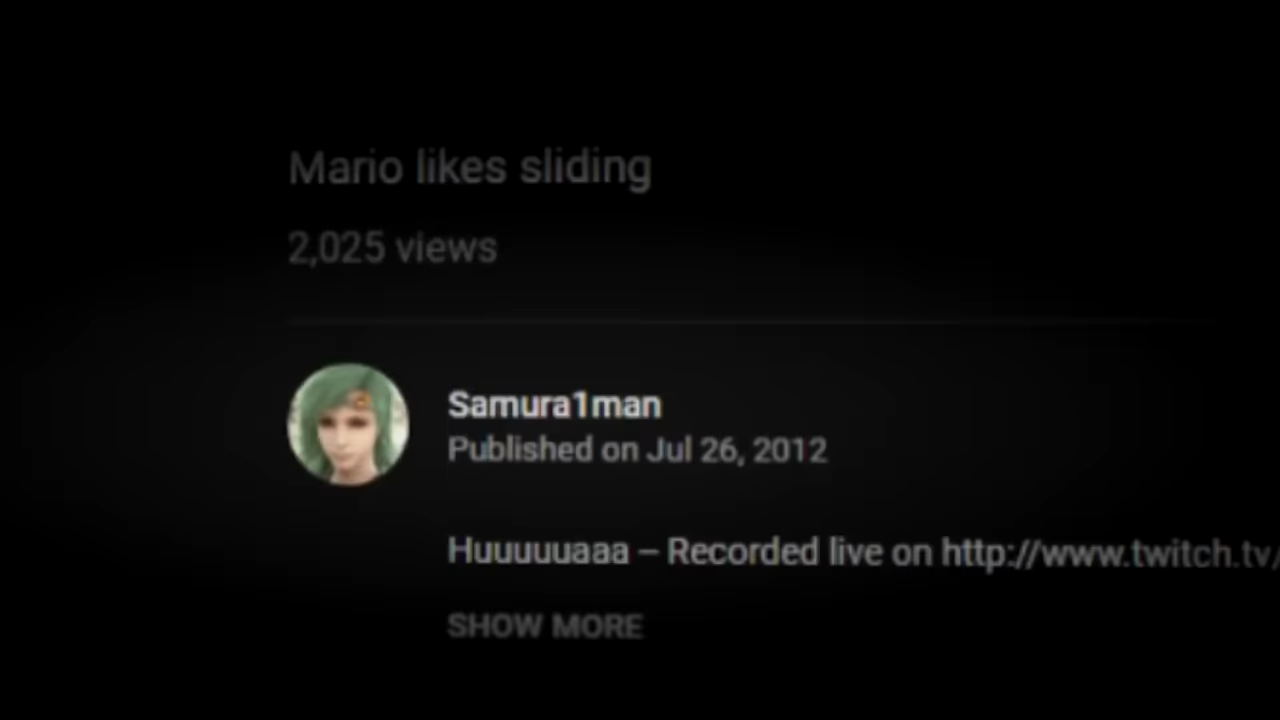 Mario likes sliding
2,025 views
Samura1man
Published on Jul 26, 2012
Huuuuuaaa – Recorded live on http://www.twitch.tv/
SHOW MORE